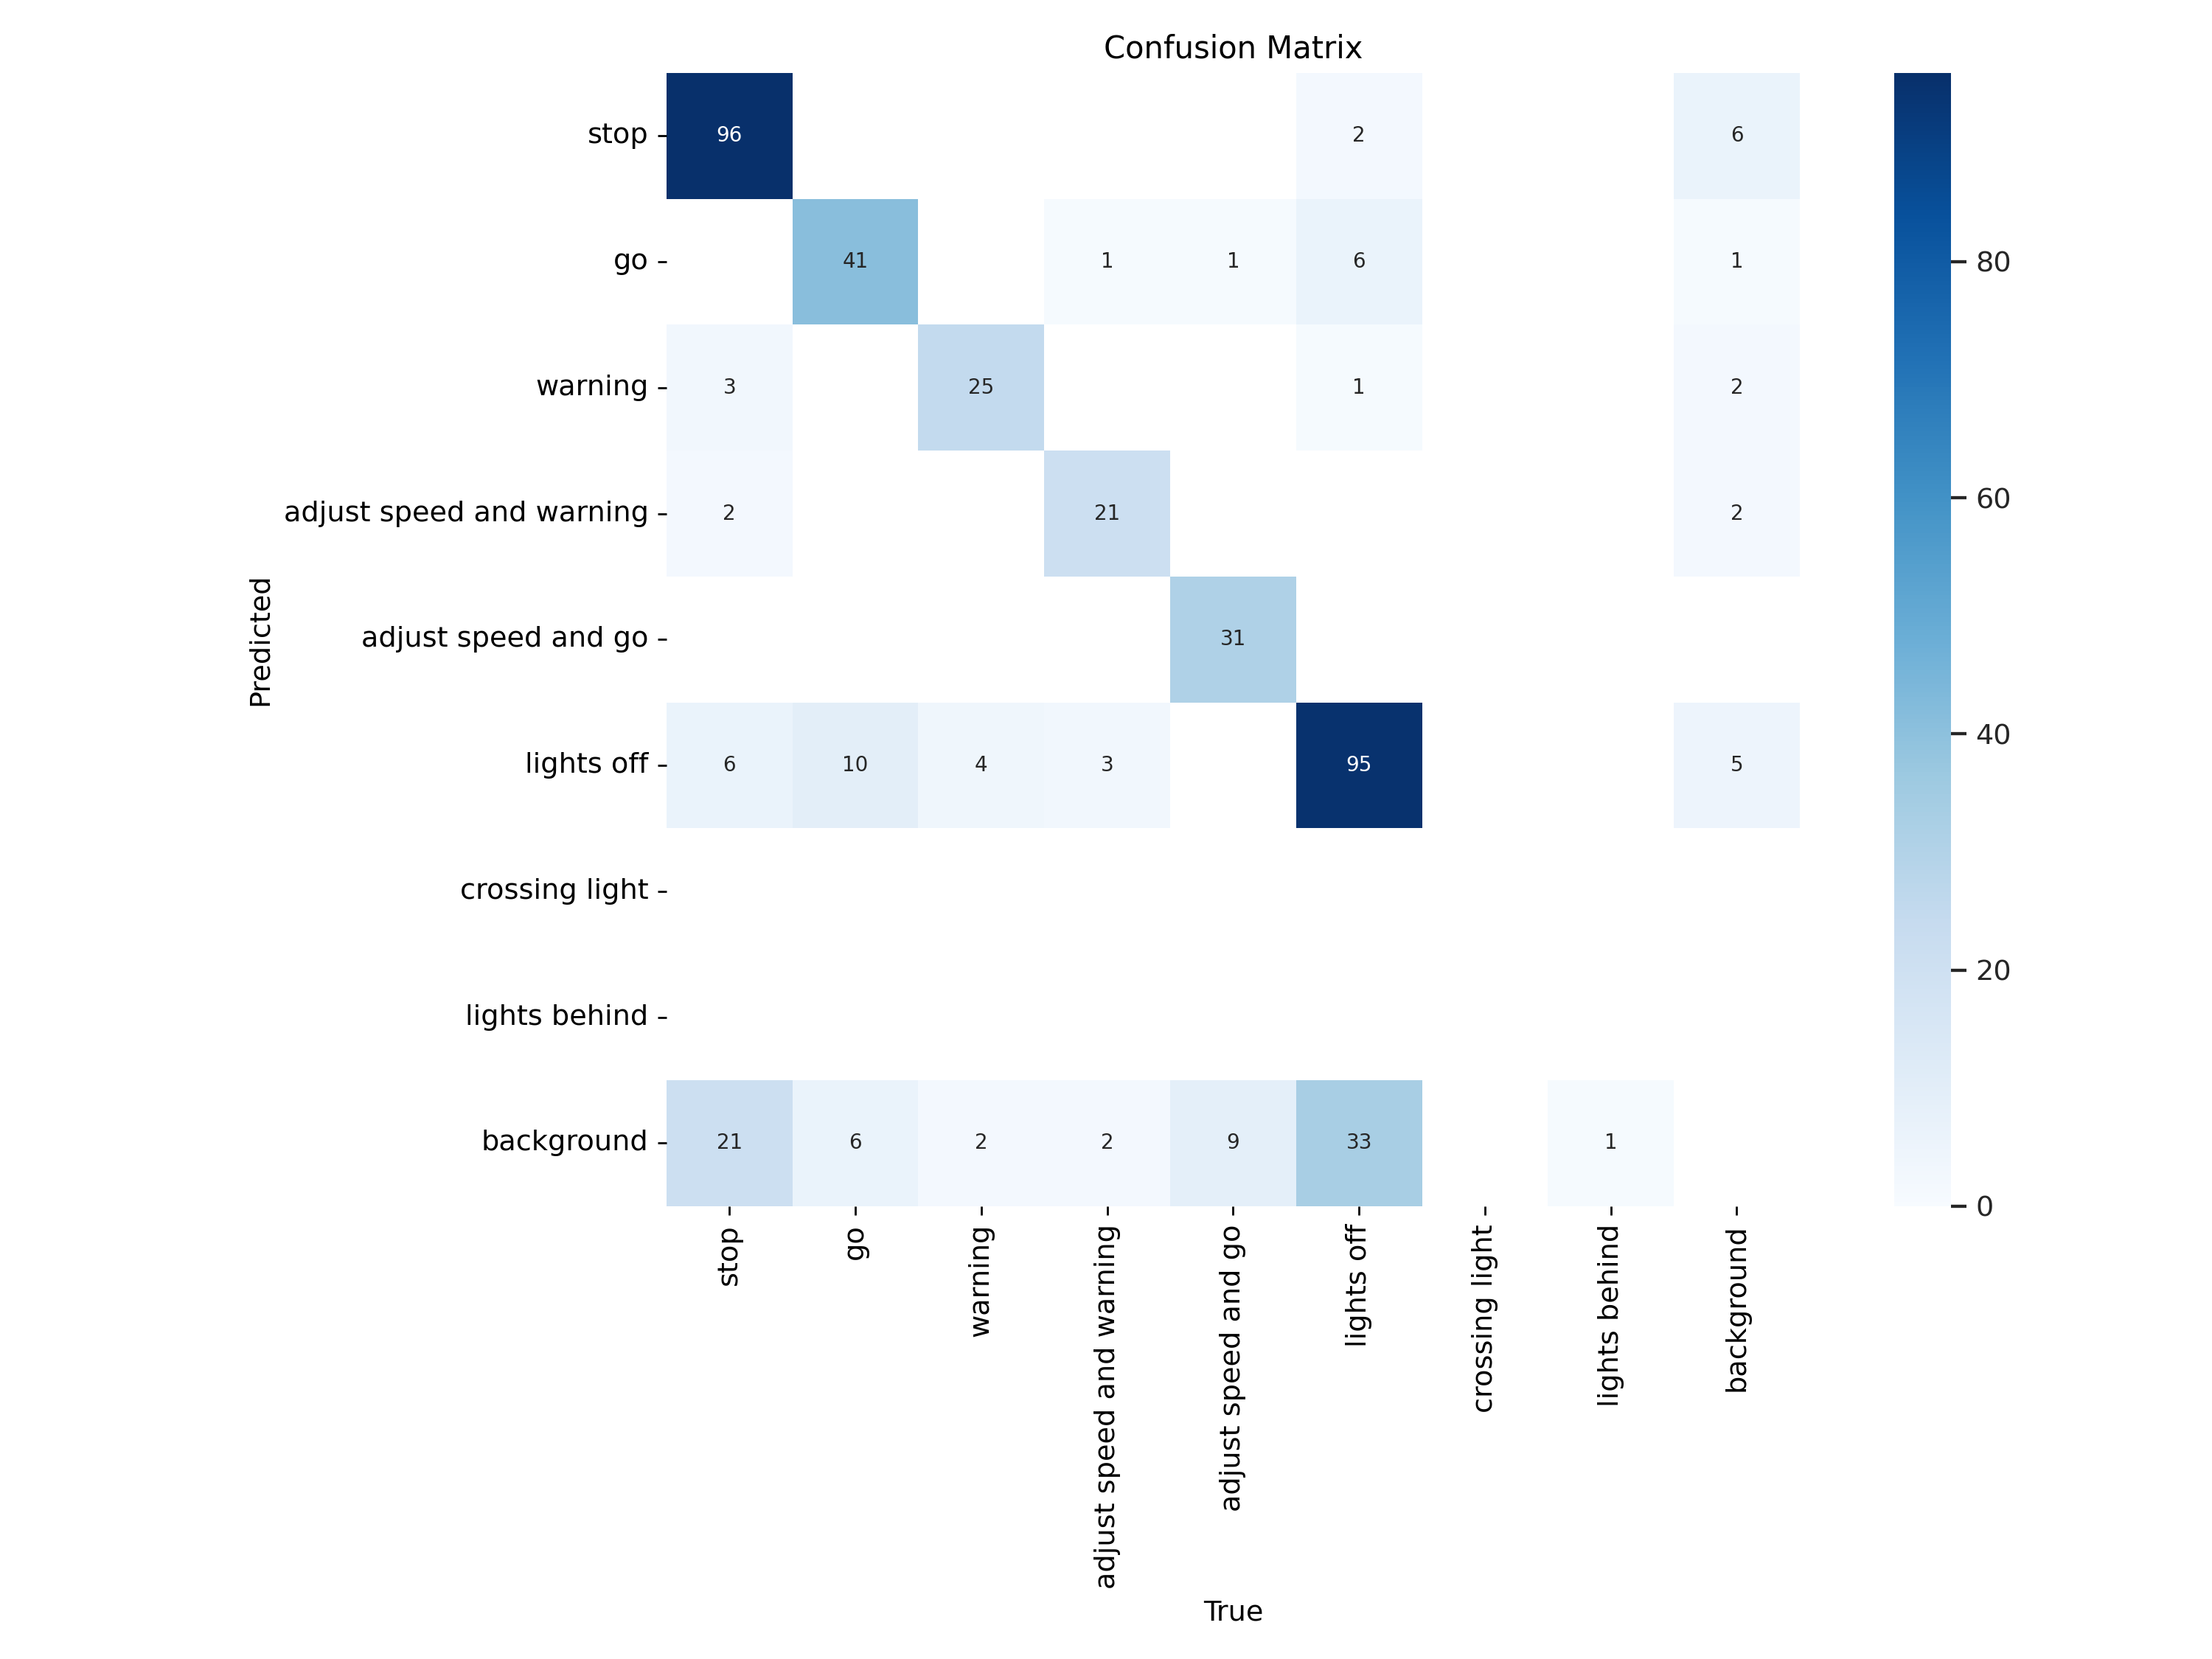 Confusion Matrix
stop
96
2
6
go
41
1
1
6
1
80
warning
3
25
1
2
adjust speed and warning
2
21
2
60
Predicted
adjust speed and go
31
lights off
6
10
4
3
95
5
40
crossing light
20
lights behind
background
21
6
2
2
9
33
1
0
stop
go
warning
adjust speed and warning
adjust speed and go
lights off
crossing light
lights behind
background
True